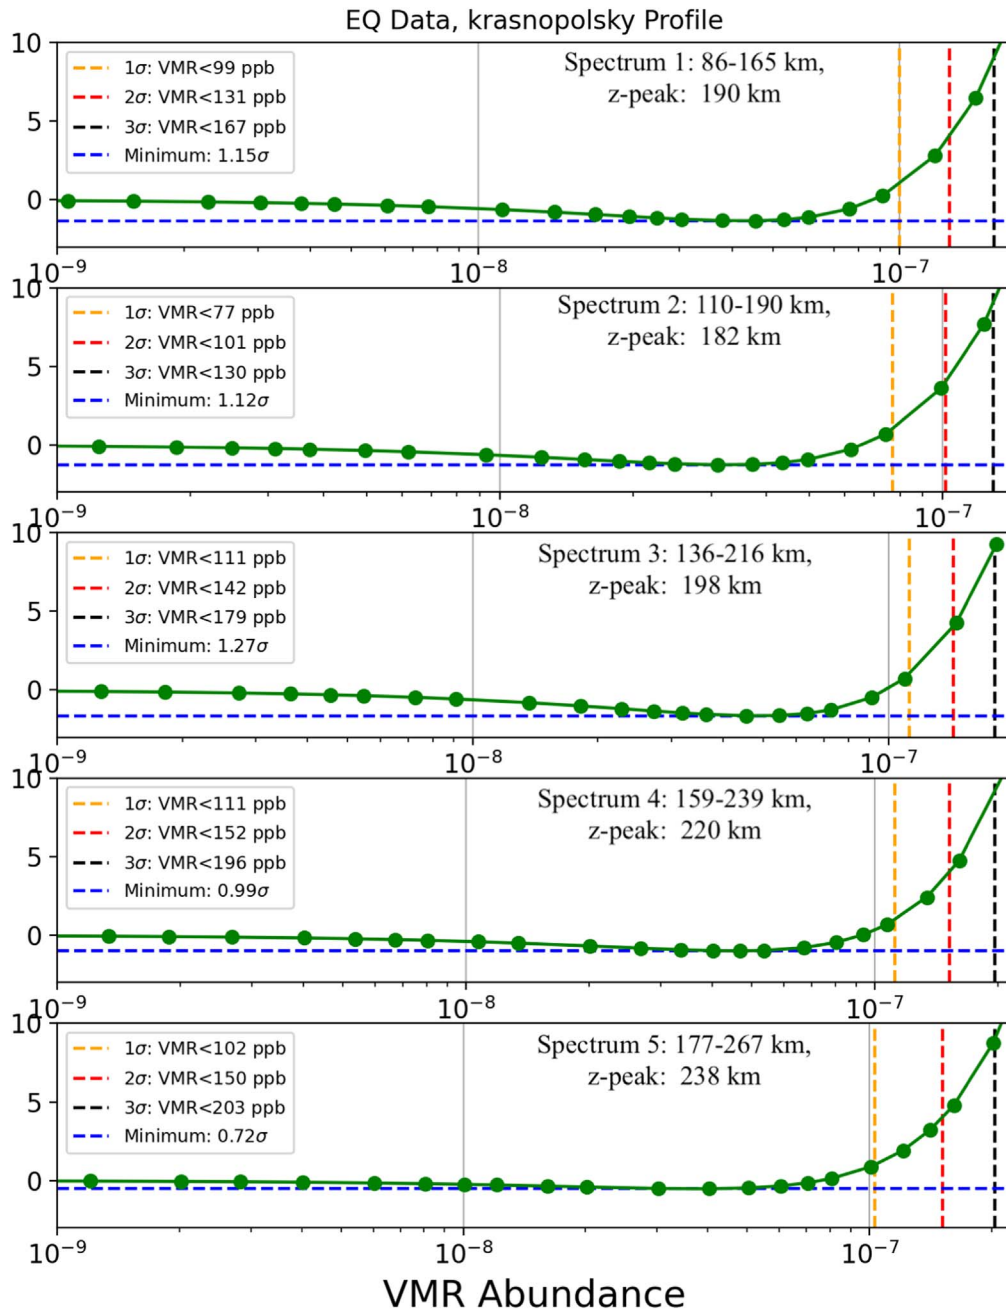 EQ Data, krasnopolsky Profile
10
5
0
1σ: VMR<99 ppb
2σ: VMR<131 ppb
3σ: VMR<167 ppb
Minimum: 1.15σ
Spectrum 1: 86-165 km,
z-peak: 190 km
10⁻⁹
10⁻⁸
10⁻⁷
10
5
0
1σ: VMR<77 ppb
2σ: VMR<101 ppb
3σ: VMR<130 ppb
Minimum: 1.12σ
Spectrum 2: 110-190 km,
z-peak: 182 km
10⁻⁹
10⁻⁸
10⁻⁷
10
5
0
1σ: VMR<111 ppb
2σ: VMR<142 ppb
3σ: VMR<179 ppb
Minimum: 1.27σ
Spectrum 3: 136-216 km,
z-peak: 198 km
10⁻⁹
10⁻⁸
10⁻⁷
10
5
0
1σ: VMR<111 ppb
2σ: VMR<152 ppb
3σ: VMR<196 ppb
Minimum: 0.99σ
Spectrum 4: 159-239 km,
z-peak: 220 km
10⁻⁹
10⁻⁸
10⁻⁷
10
5
0
1σ: VMR<102 ppb
2σ: VMR<150 ppb
3σ: VMR<203 ppb
Minimum: 0.72σ
Spectrum 5: 177-267 km,
z-peak: 238 km
10⁻⁹
10⁻⁸
10⁻⁷
VMR Abundance